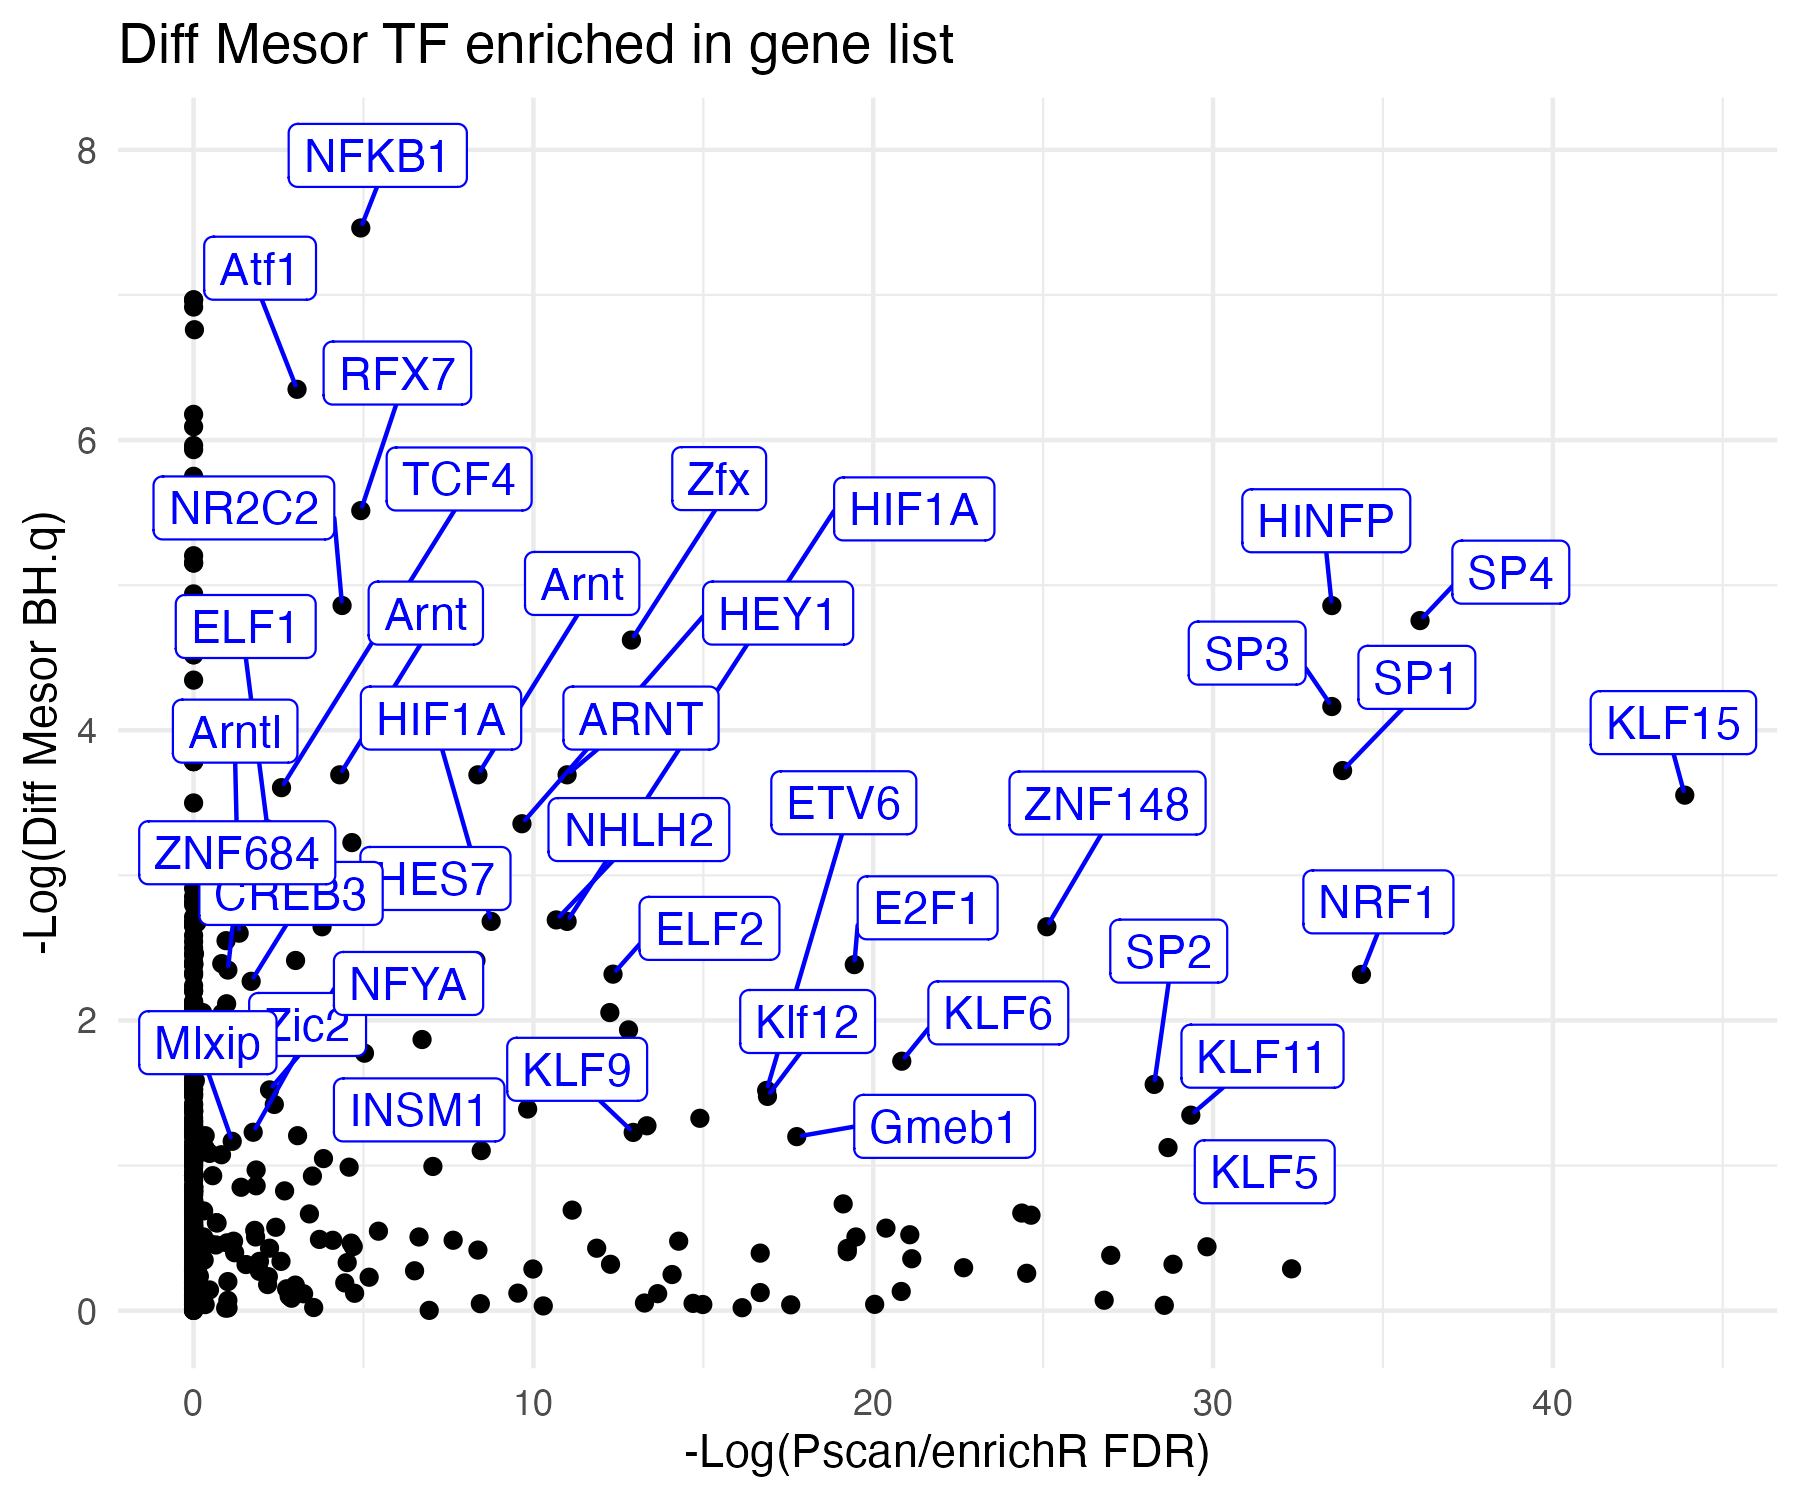 Diff Mesor TF enriched in gene list
8
NFKB1
Atf1
RFX7
6
TCF4
Zfx
NR2C2
HIF1A
HINFP
SP4
Arnt
Arnt
HEY1
ELF1
SP3
SP1
4
Arntl
HIF1A
ARNT
KLF15
ETV6
ZNF148
NHLH2
ZNF684
HES7
CREB3
E2F1
NRF1
ELF2
SP2
NFYA
2
Zic2
Mlxip
Klf12
KLF6
KLF11
KLF9
INSM1
Gmeb1
KLF5
0
0
10
20
30
40
-Log(Pscan/enrichR FDR)
-Log(Diff Mesor BH.q)